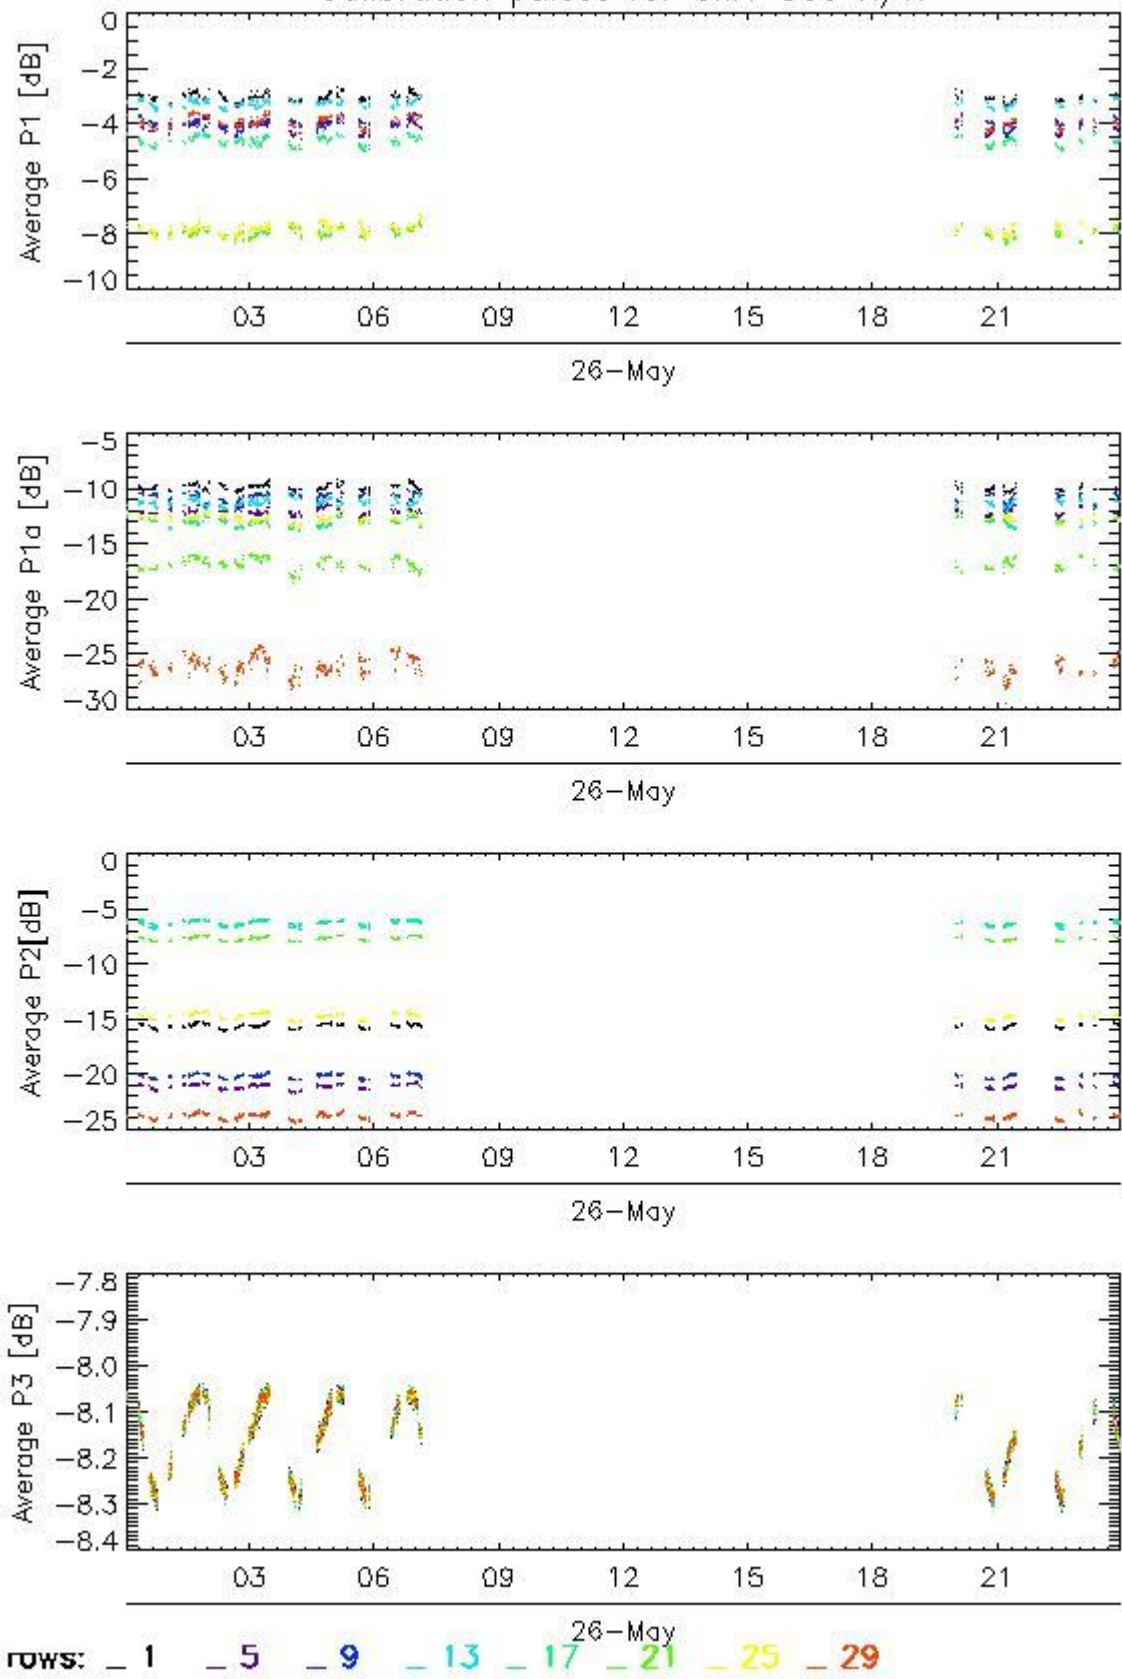 0
-2
-4
-6
-8
-10
Average P1 [dB]
03 06 09 12 15 18 21
26-May
-5
-10
-15
-20
-25
-30
Average P1a [dB]
03 06 09 12 15 18 21
26-May
0
-5
-10
-15
-20
-25
Average P2[dB]
03 06 09 12 15 18 21
26-May
-7.8
-7.9
-8.0
-8.1
-8.2
-8.3
-8.4
Average P3 [dB]
03 06 09 12 15 18 21
26-May
rows: _ 1 _ 5 _ 9 _ 13 _ 17 _ 21 _ 25 _ 29